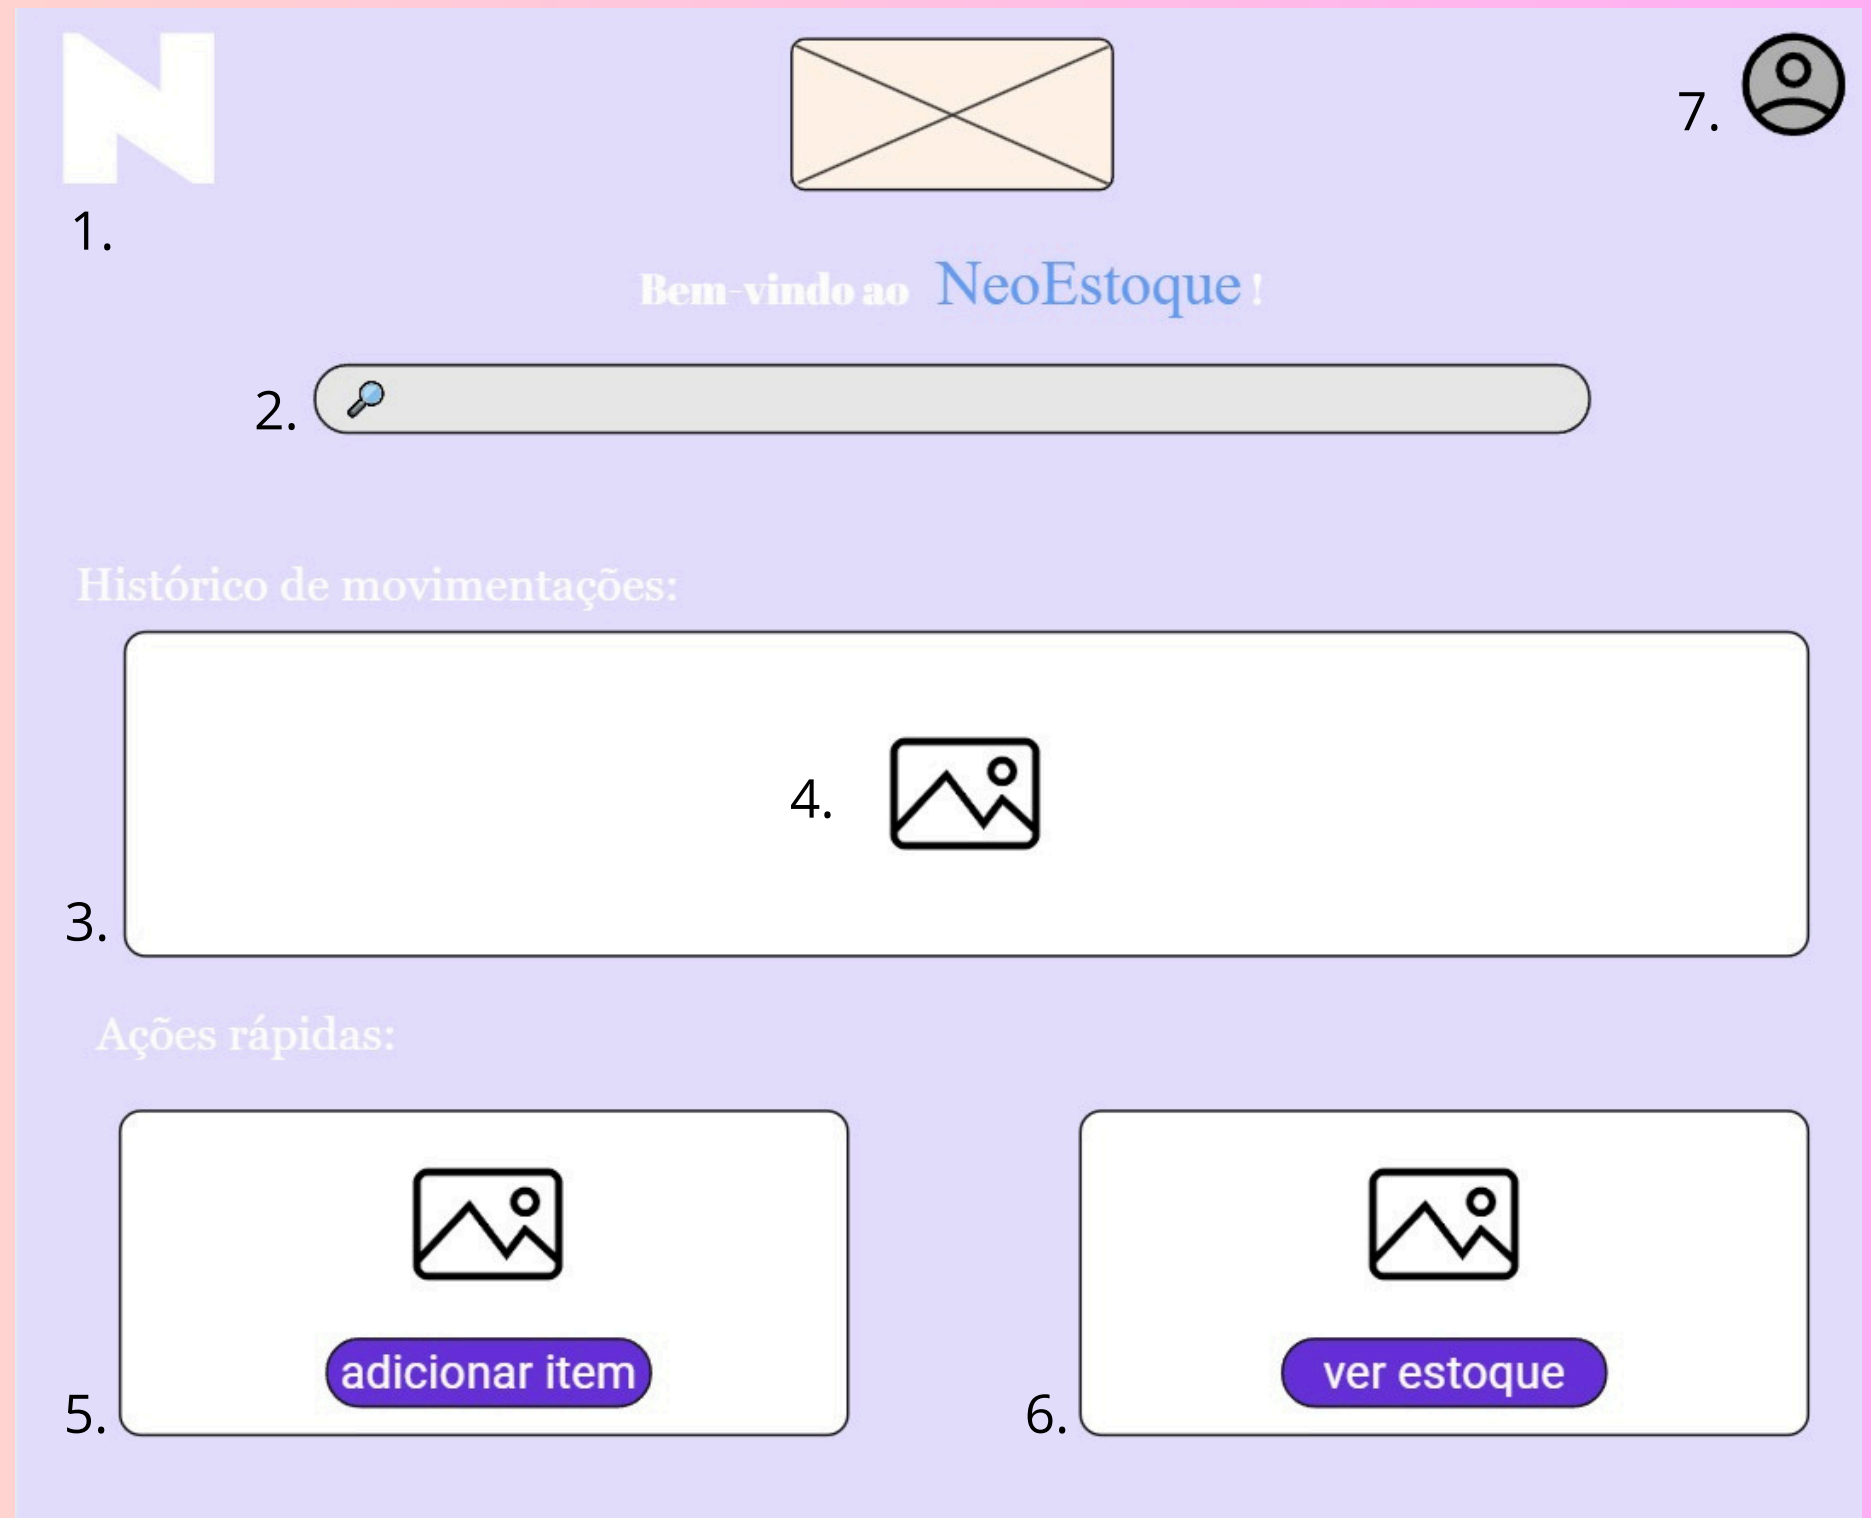 N
7.
1.
Bem-vindo ao NeoEstoque !
2.
Histórico de movimentações:
4.
3.
Ações rápidas:
adicionar item
5.
ver estoque
6.